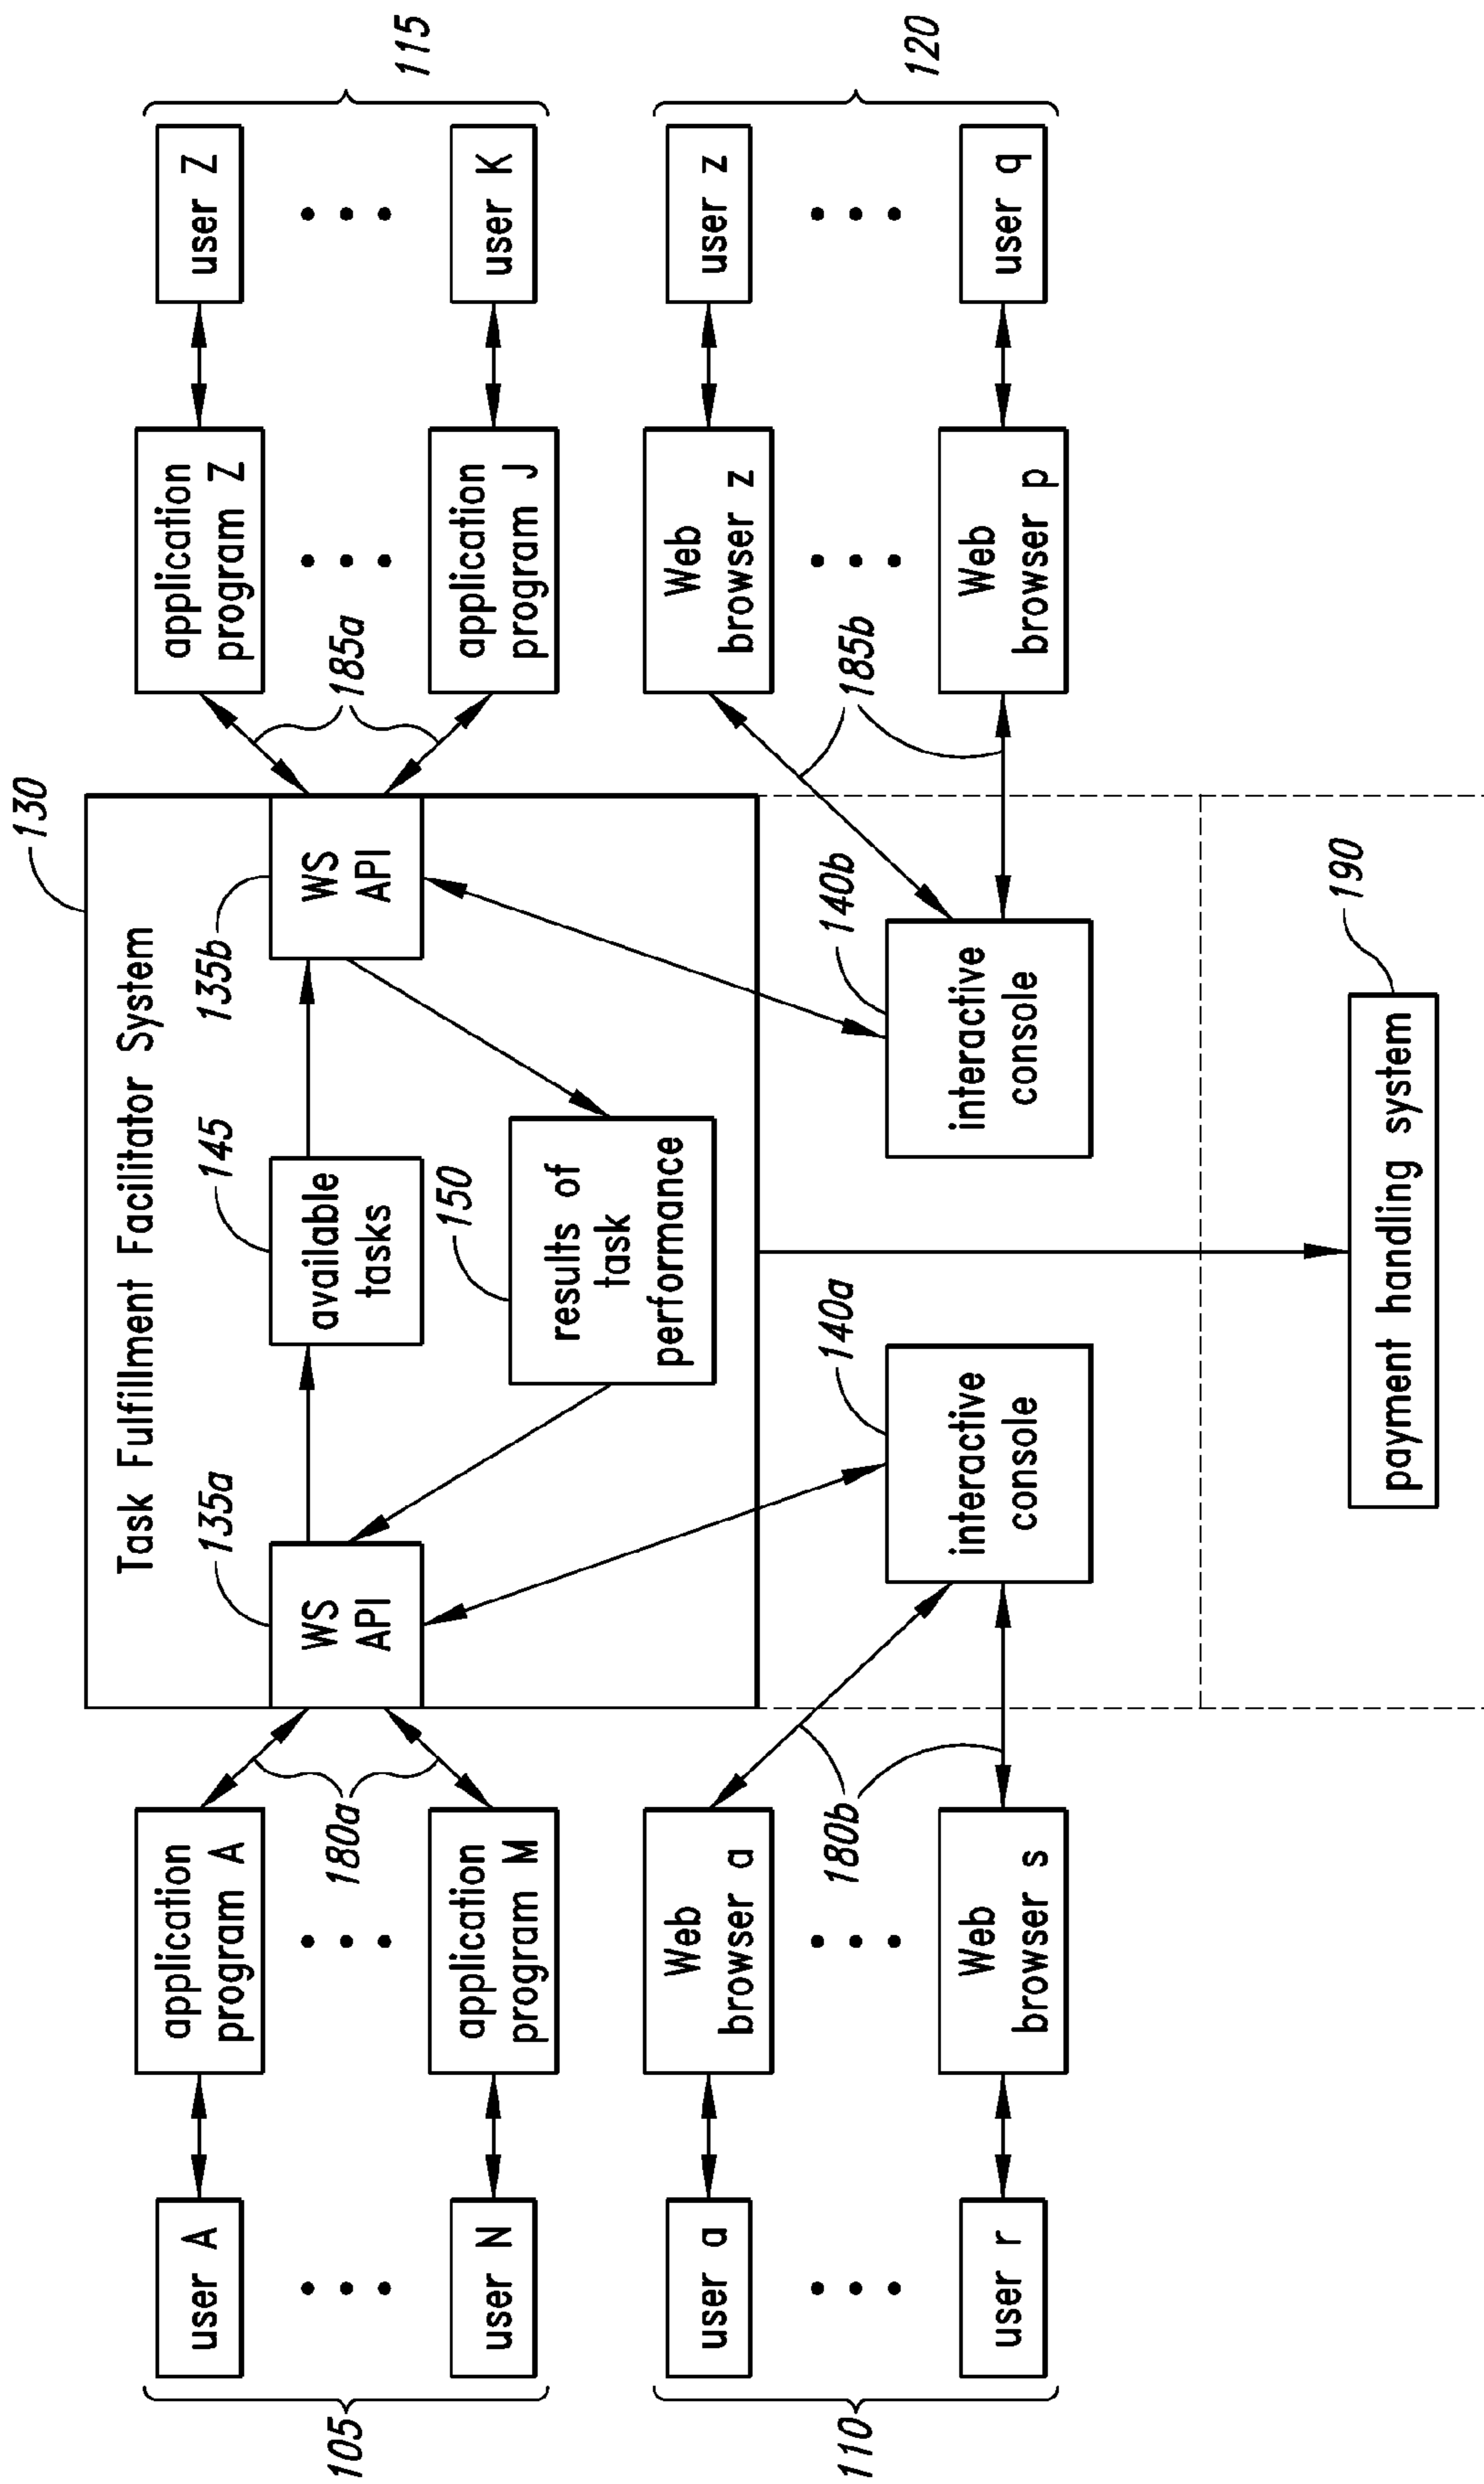 130
Task Fulfillment Facilitator System
105
user A
user N
application
program A
application
program M
180a
135a
WS
API
145
available
tasks
150
results of
task
performance
135b
WS
API
185a
application
program Z
application
program J
user Z
user K
115
110
user a
user r
Web
browser a
Web
browser s
180b
140a
interactive
console
140b
interactive
console
185b
Web
browser z
Web
browser p
user z
user q
120
190
payment handling system